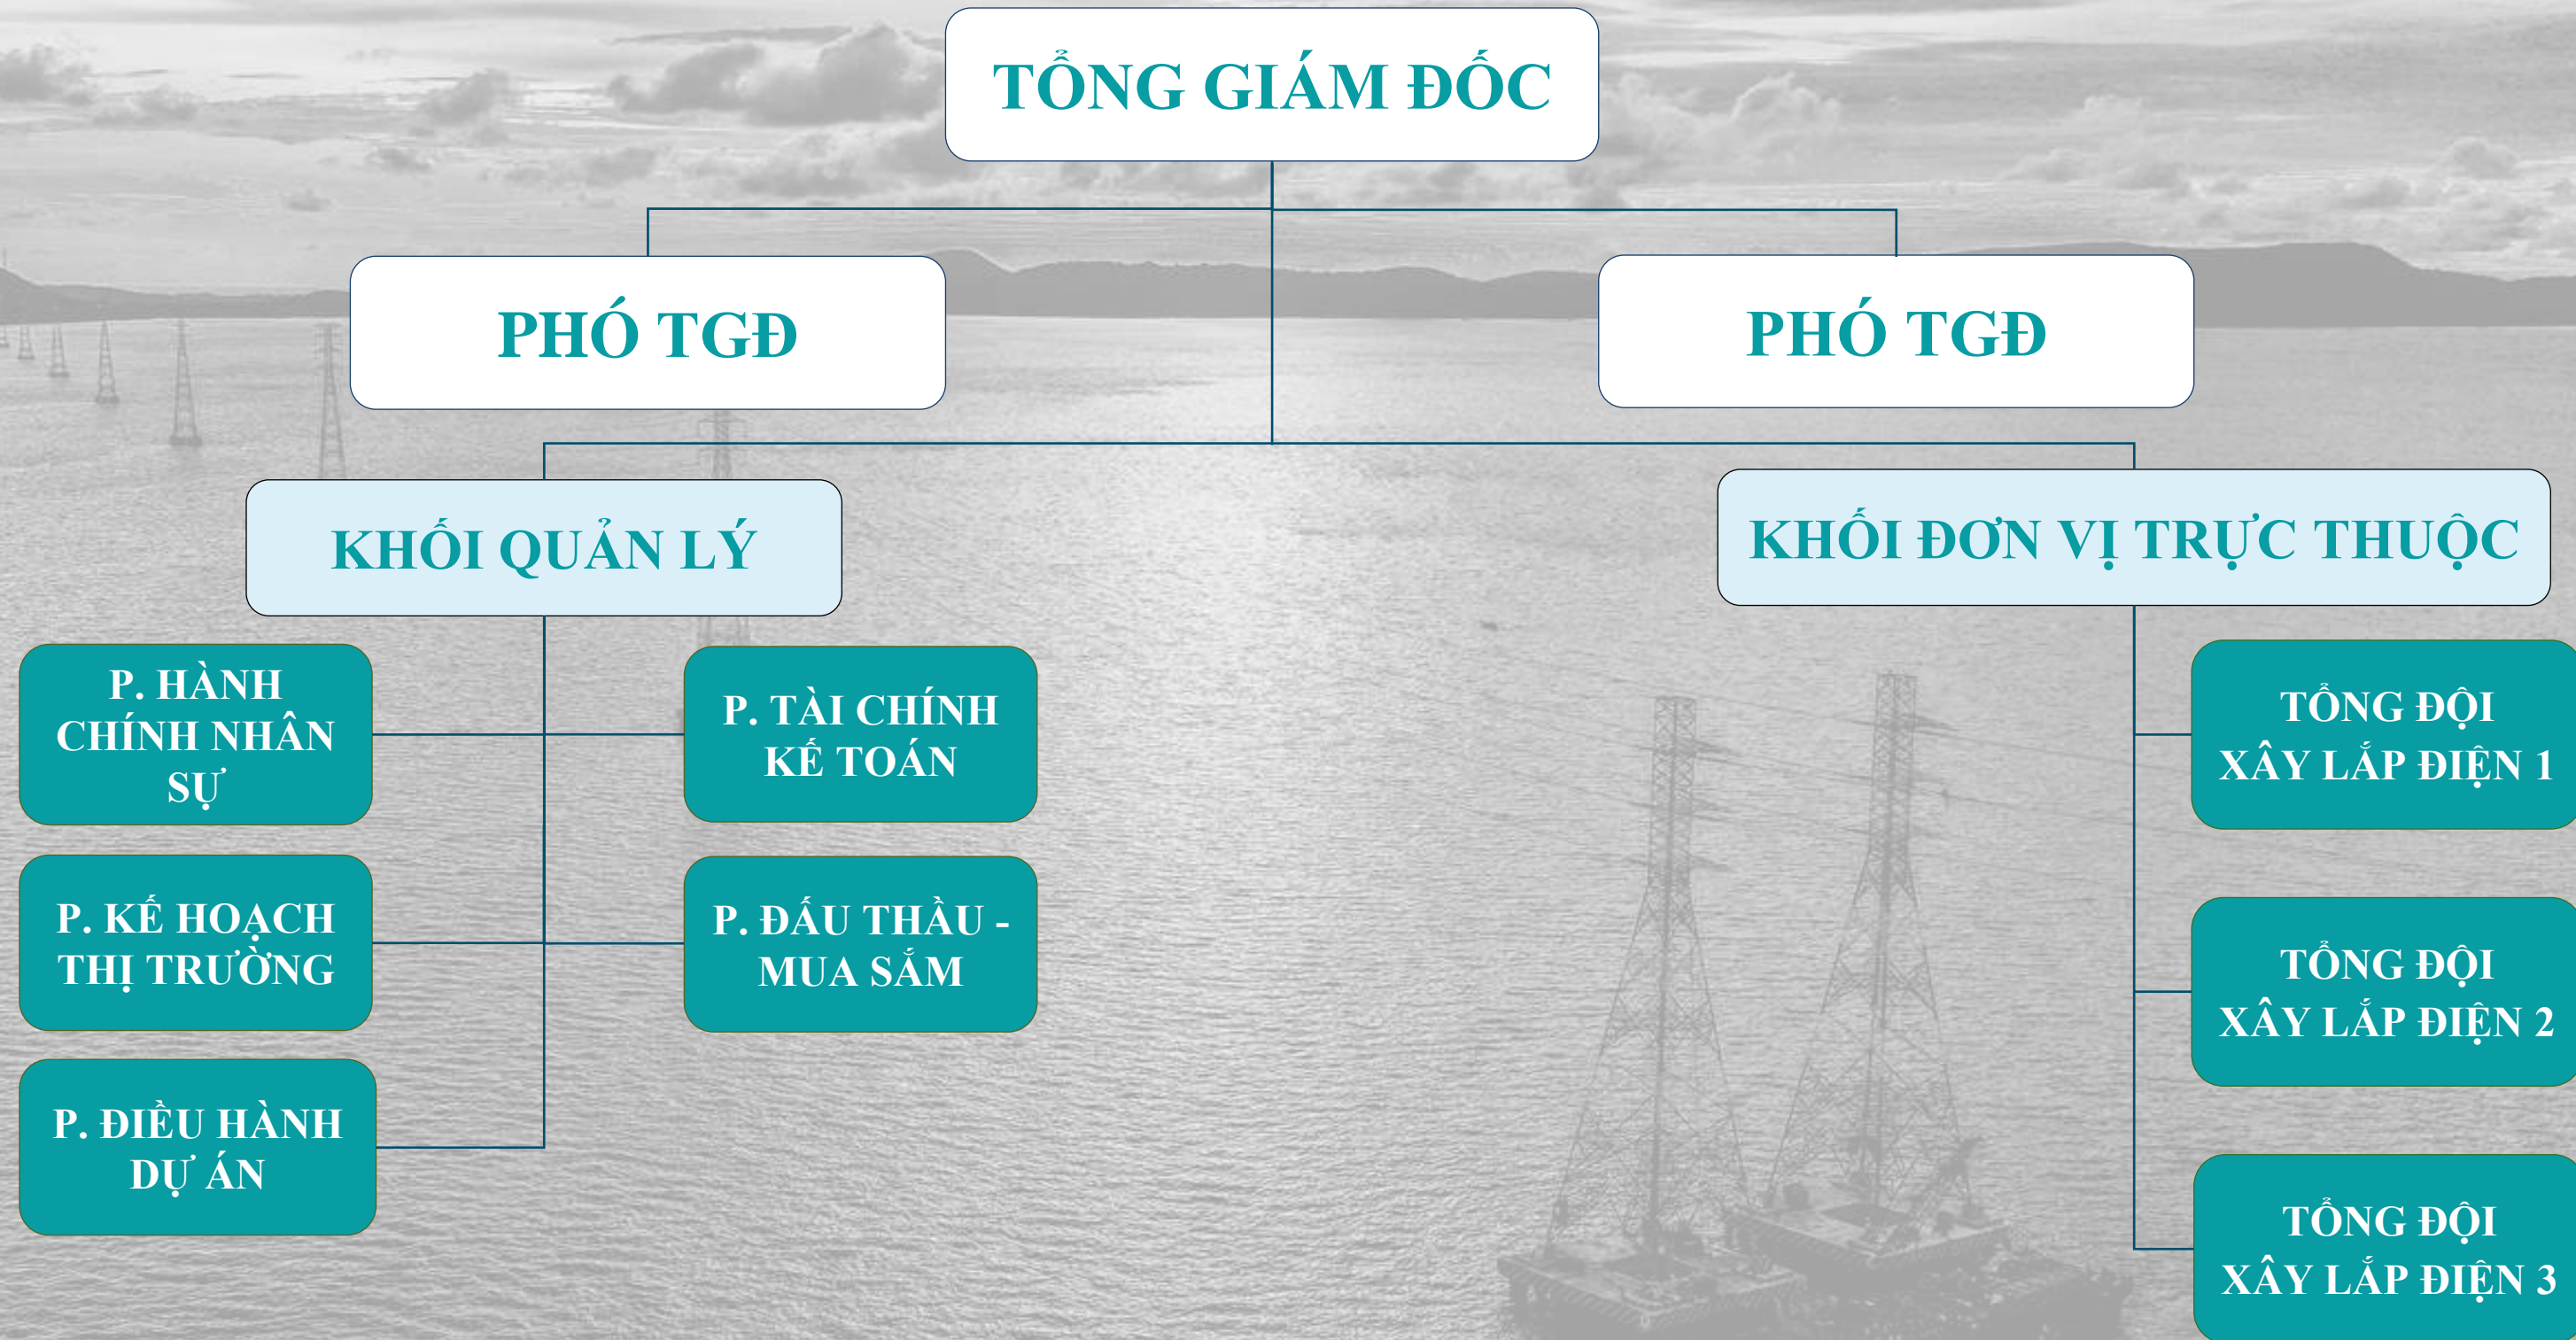 TỔNG GIÁM ĐỐC
PHÓ TGĐ
PHÓ TGĐ
KHỐI QUẢN LÝ
KHỐI ĐƠN VỊ TRỰC THUỘC
P. HÀNH
CHÍNH NHÂN
SỰ
P. TÀI CHÍNH
KẾ TOÁN
P. KẾ HOẠCH
THỊ TRƯỜNG
P. ĐẤU THẦU -
MUA SẮM
P. ĐIỀU HÀNH
DỰ ÁN
TỔNG ĐỘI
XÂY LẮP ĐIỆN 1
TỔNG ĐỘI
XÂY LẮP ĐIỆN 2
TỔNG ĐỘI
XÂY LẮP ĐIỆN 3